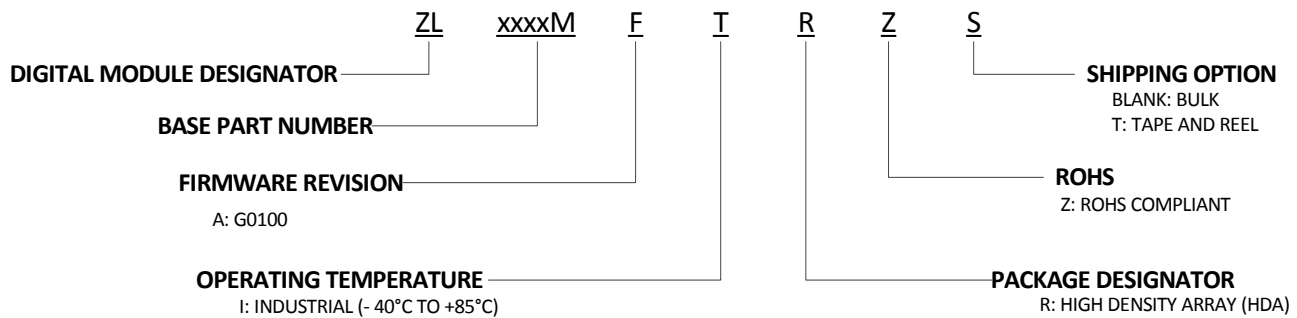 ZL xxxxM F T R Z S
DIGITAL MODULE DESIGNATOR
SHIPPING OPTION
BLANK: BULK
T: TAPE AND REEL
BASE PART NUMBER
FIRMWARE REVISION
A: G0100
ROHS
Z: ROHS COMPLIANT
OPERATING TEMPERATURE
I: INDUSTRIAL (- 40°C TO +85°C)
PACKAGE DESIGNATOR
R: HIGH DENSITY ARRAY (HDA)